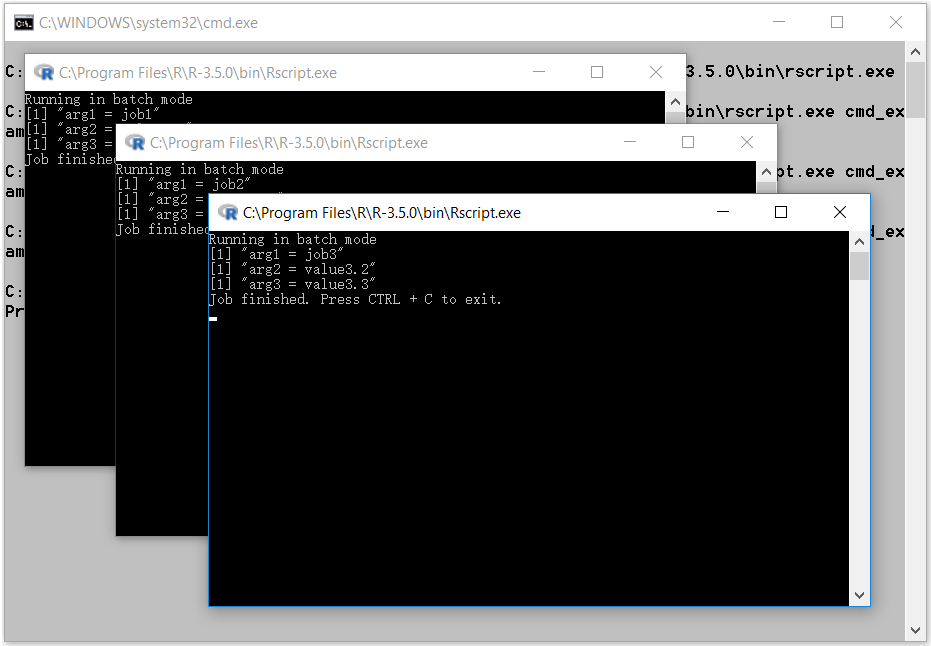 C:\WINDOWS\system32\cmd.exe
C:
3.5.0\bin\rscript.exe
C:
bin\rscript.exe cmd_ex
am
C:
pt.exe cmd_ex
am
C:
d_ex
am
C:
Pr
C:\Program Files\R\R-3.5.0\bin\Rscript.exe
Running in batch mode
[1] "arg1 = job1"
[1] "arg2 =
[1] "arg3 =
Job finished
C:\Program Files\R\R-3.5.0\bin\Rscript.exe
Running in batch mode
[1] "arg1 = job2"
[1] "arg2 =
[1] "arg3 =
Job finished
C:\Program Files\R\R-3.5.0\bin\Rscript.exe
Running in batch mode
[1] "arg1 = job3"
[1] "arg2 = value3.2"
[1] "arg3 = value3.3"
Job finished. Press CTRL + C to exit.